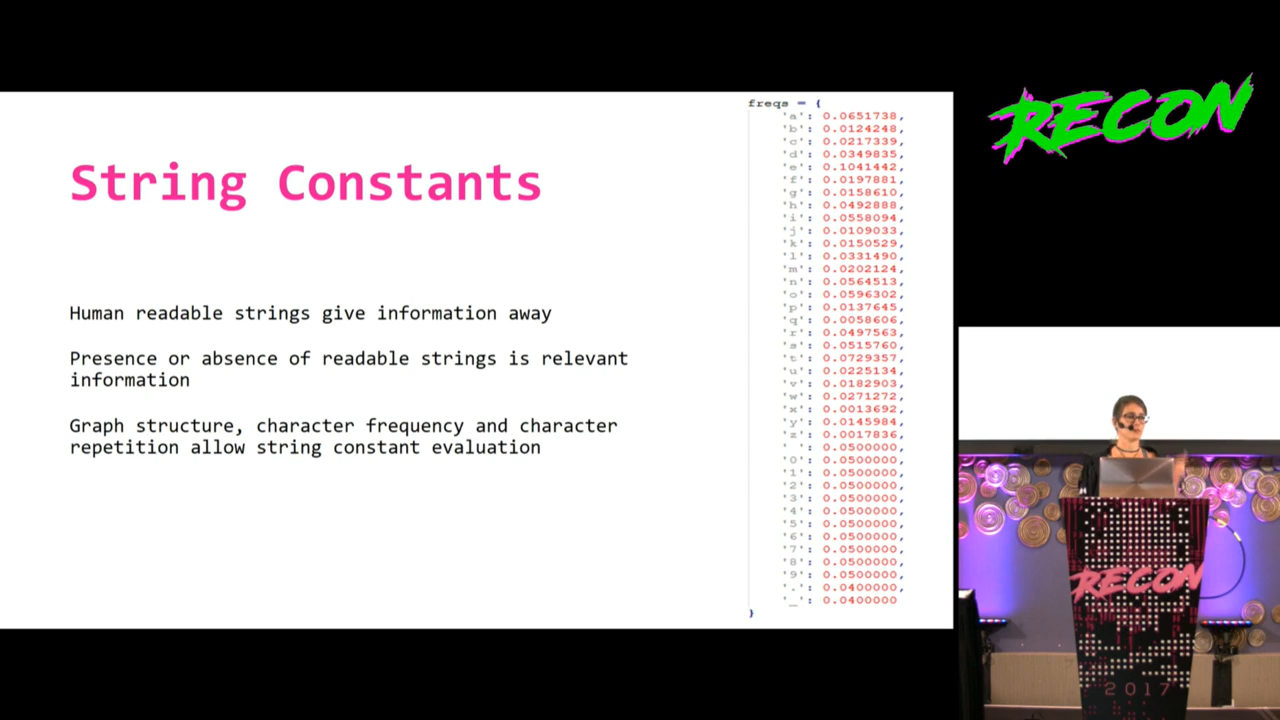 String Constants
Human readable strings give information away
Presence or absence of readable strings is relevant
information
Graph structure, character frequency and character
repetition allow string constant evaluation
freqs = {
'a': 0.0651738,
'b': 0.0124248,
'c': 0.0217339,
'd': 0.0349835,
'e': 0.1041442,
'f': 0.0197881,
'g': 0.0158610,
'h': 0.0492888,
'i': 0.0558094,
'j': 0.0109033,
'k': 0.0150529,
'l': 0.0331490,
'm': 0.0202124,
'n': 0.0564513,
'o': 0.0596302,
'p': 0.0137645,
'q': 0.0058606,
'r': 0.0497563,
's': 0.0515760,
't': 0.0729357,
'u': 0.0225134,
'v': 0.0182903,
'w': 0.0271272,
'x': 0.0013692,
'y': 0.0145984,
'z': 0.0017836,
' ': 0.0500000,
'0': 0.0500000,
'1': 0.0500000,
'2': 0.0500000,
'3': 0.0500000,
'4': 0.0500000,
'5': 0.0500000,
'6': 0.0500000,
'7': 0.0500000,
'8': 0.0500000,
'9': 0.0500000,
'.': 0.0400000,
'_': 0.0400000
}
RECON
RECON
2017